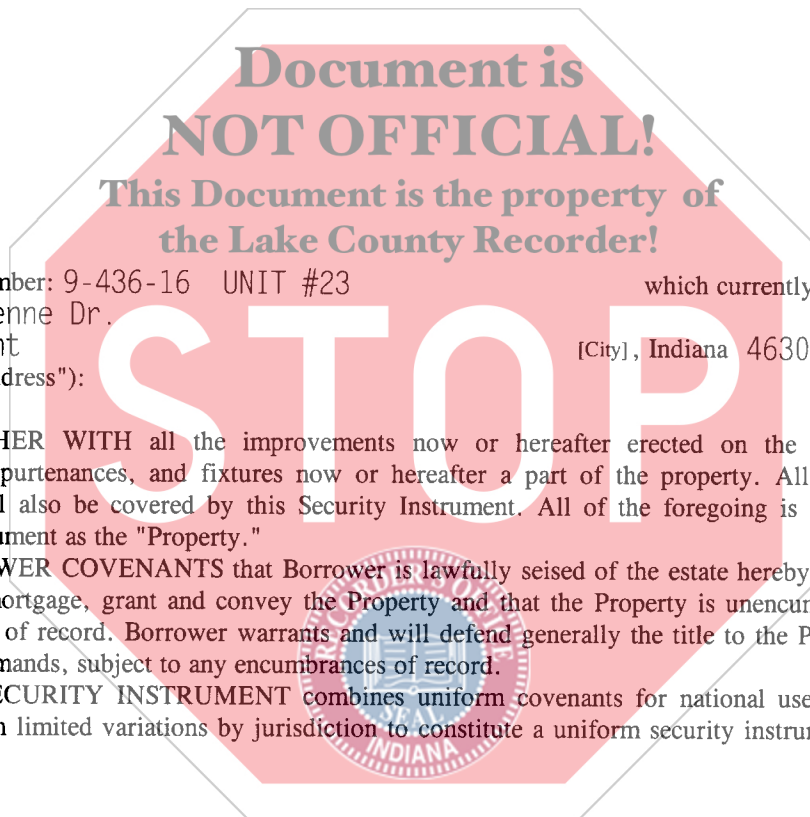 Document is
NOT OFFICIAL!
This Document is the property of
the Lake County Recorder!
mber: 9-436-16 UNIT #23 which currently
enne Dr.
nt [City], Indiana 4630
dress"):
STOP
HER WITH all the improvements now or hereafter erected on the
purtenances, and fixtures now or hereafter a part of the property. All
l also be covered by this Security Instrument. All of the foregoing is
ument as the "Property."
WER COVENANTS that Borrower is lawfully seised of the estate hereby
ortgage, grant and convey the Property and that the Property is unencum
of record. Borrower warrants and will defend generally the title to the P
mands, subject to any encumbrances of record.
ECURITY INSTRUMENT combines uniform covenants for national use
n limited variations by jurisdiction to constitute a uniform security instrum
RECORDER'S OFFICE
SEAL
INDIANA